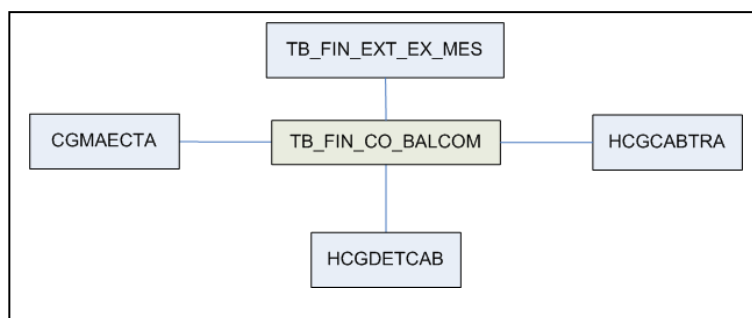 TB_FIN_EXT_EX_MES
CGMAECTA
TB_FIN_CO_BALCOM
HCGCABTRA
HCGDETCAB